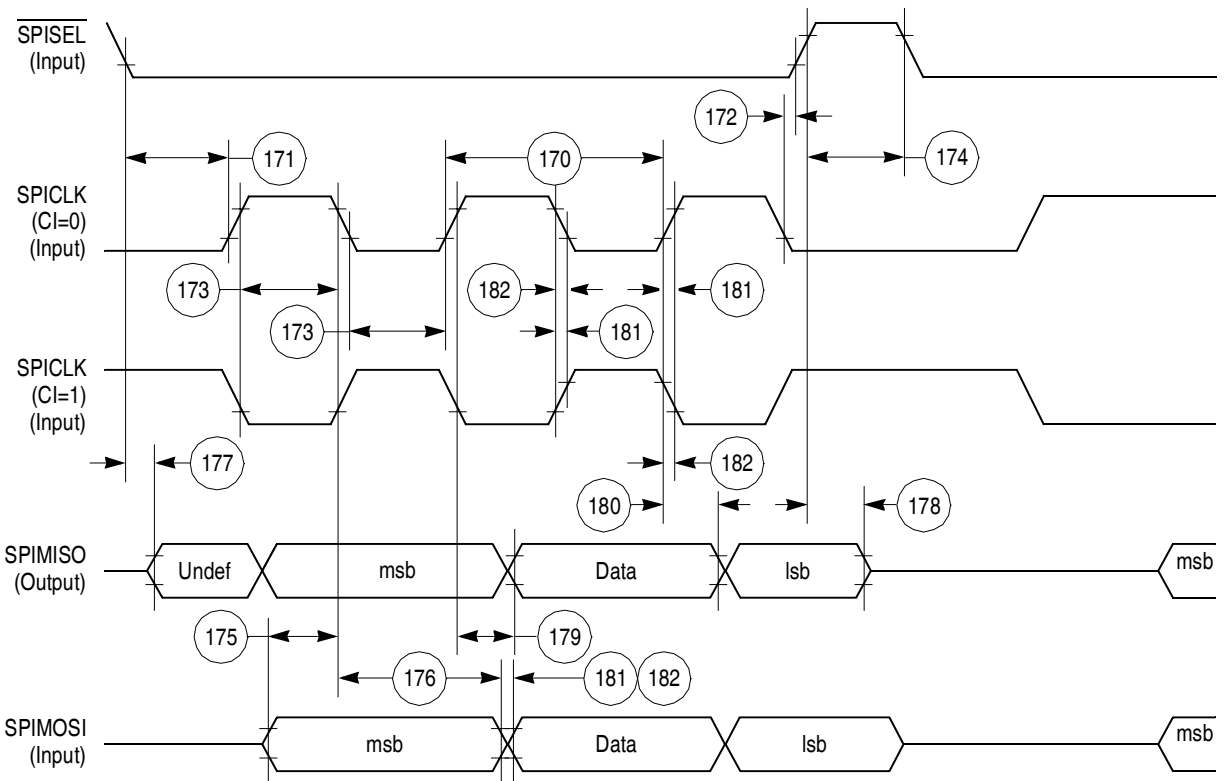 SPISEL
(Input)
172
171
170
174
SPICLK
(CI=0)
(Input)
173
182
181
173
181
SPICLK
(CI=1)
(Input)
177
182
180
178
SPIMISO
(Output)
Undef
msb
Data
lsb
msb
175
179
176
181
182
SPIMOSI
(Input)
msb
Data
lsb
msb